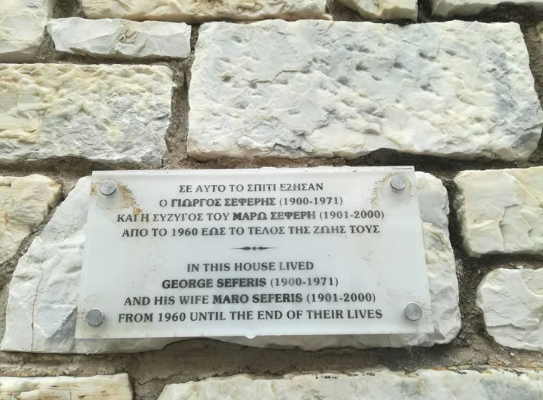 ΣΕ ΑΥΤΟ ΤΟ ΣΠΙΤΙ ΕΖΗΣΑΝ
Ο ΓΙΩΡΓΟΣ ΣΕΦΕΡΗΣ (1900-1971)
ΚΑΙ Η ΣΥΖΥΓΟΣ ΤΟΥ ΜΑΡΩ ΣΕΦΕΡΗ (1901-2000)
ΑΠΟ ΤΟ 1960 ΕΩΣ ΤΟ ΤΕΛΟΣ ΤΗΣ ΖΩΗΣ ΤΟΥΣ
IN THIS HOUSE LIVED
GEORGE SEFERIS (1900-1971)
AND HIS WIFE MARO SEFERIS (1901-2000)
FROM 1960 UNTIL THE END OF THEIR LIVES